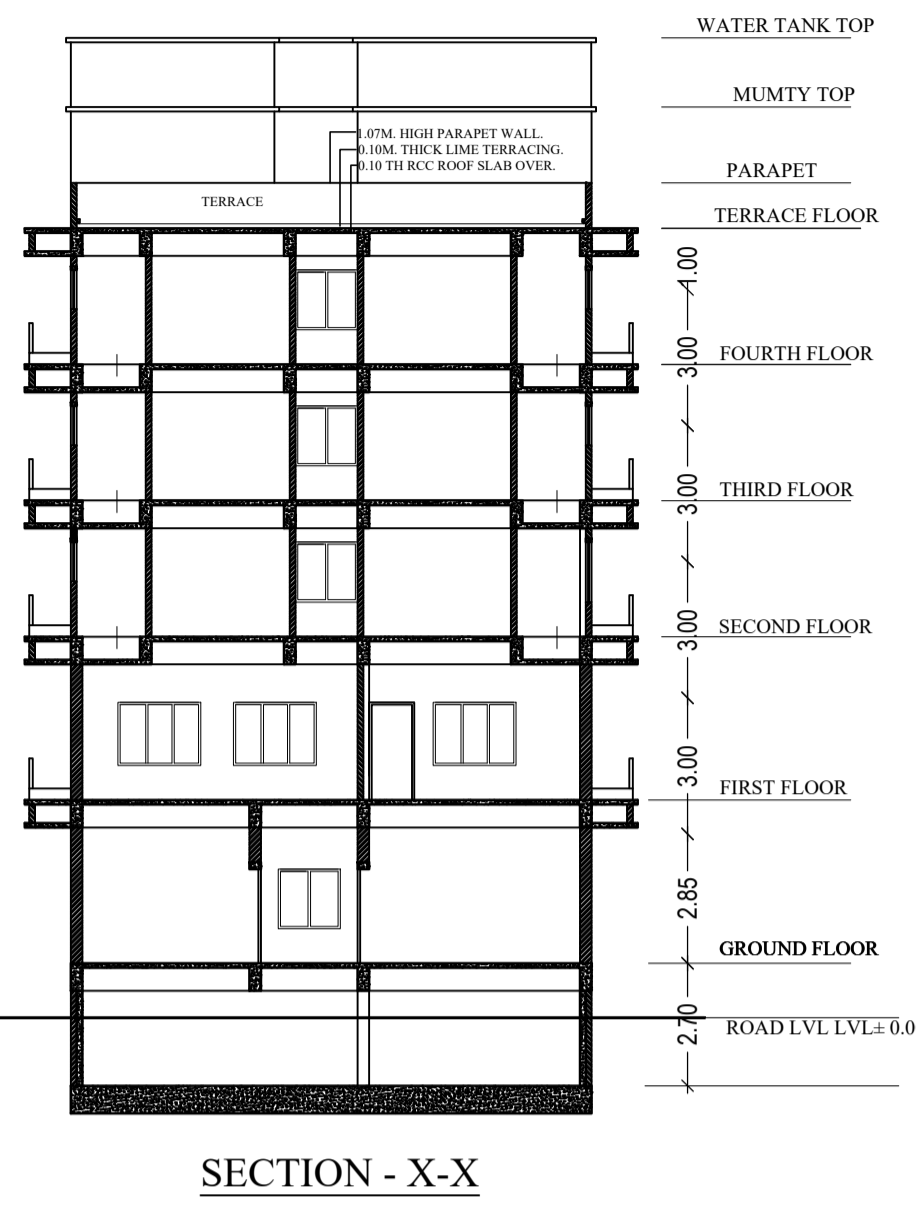 WATER TANK TOP
MUMTY TOP
1.07M. HIGH PARAPET WALL.
0.10M. THICK LIME TERRACING.
0.10 TH RCC ROOF SLAB OVER.
PARAPET
TERRACE
TERRACE FLOOR
1.00
FOURTH FLOOR
3.00
THIRD FLOOR
3.00
SECOND FLOOR
3.00
3.00
FIRST FLOOR
2.85
GROUND FLOOR
2.70
ROAD LVL LVL± 0.0
SECTION - X-X